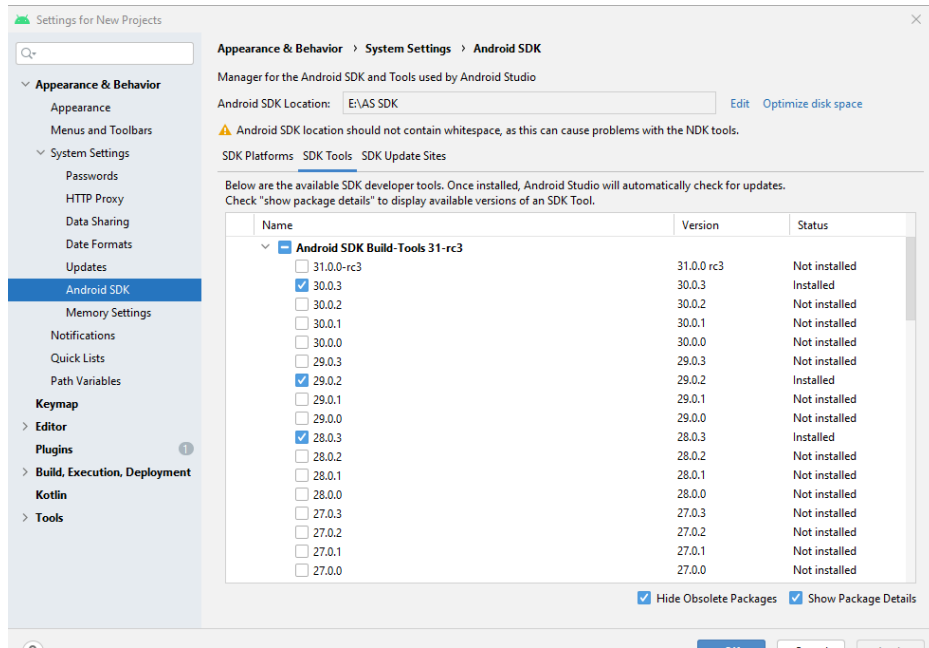 Settings for New Projects
Appearance & Behavior
Appearance
Menus and Toolbars
System Settings
Passwords
HTTP Proxy
Data Sharing
Date Formats
Updates
Android SDK
Memory Settings
Notifications
Quick Lists
Path Variables
Keymap
Editor
Plugins 1
Build, Execution, Deployment
Kotlin
Tools
Appearance & Behavior > System Settings > Android SDK
Manager for the Android SDK and Tools used by Android Studio
Android SDK Location: E:\AS SDK Edit Optimize disk space
Android SDK location should not contain whitespace, as this can cause problems with the NDK tools.
SDK Platforms SDK Tools SDK Update Sites
Below are the available SDK developer tools. Once installed, Android Studio will automatically check for updates.
Check "show package details" to display available versions of an SDK Tool.
Name Version Status
Android SDK Build-Tools 31-rc3
31.0.0-rc3 31.0.0 rc3 Not installed
30.0.3 30.0.3 Installed
30.0.2 30.0.2 Not installed
30.0.1 30.0.1 Not installed
30.0.0 30.0.0 Not installed
29.0.3 29.0.3 Not installed
29.0.2 29.0.2 Installed
29.0.1 29.0.1 Not installed
29.0.0 29.0.0 Not installed
28.0.3 28.0.3 Installed
28.0.2 28.0.2 Not installed
28.0.1 28.0.1 Not installed
28.0.0 28.0.0 Not installed
27.0.3 27.0.3 Not installed
27.0.2 27.0.2 Not installed
27.0.1 27.0.1 Not installed
27.0.0 27.0.0 Not installed
Hide Obsolete Packages Show Package Details